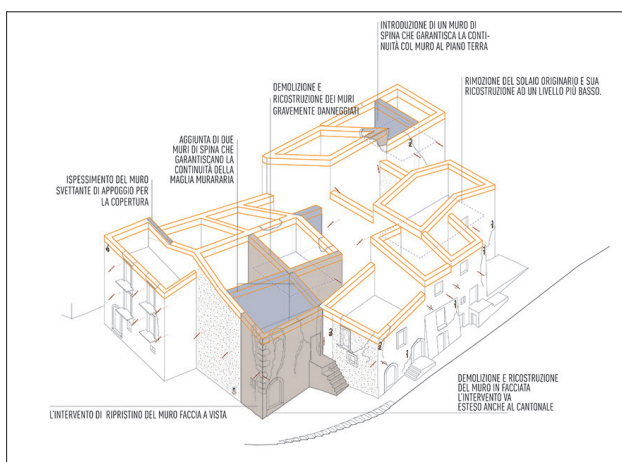 INTRODUZIONE DI UN MURO DI
SPINA CHE GARANTISCA LA CONTI-
NUITÀ COL MURO AL PIANO TERRA
DEMOLIZIONE E
RICOSTRUZIONE DEI MURI
GRAVEMENTE DANNEGGIATI
RIMOZIONE DEL SOLAIO ORIGINARIO E SUA
RICOSTRUZIONE AD UN LIVELLO PIÙ BASSO.
AGGIUNTA DI DUE
MURI DI SPINA CHE
GARANTISCANO LA
CONTINUITÀ DELLA
MAGLIA MURARARIA
ISPESSIMENTO DEL MURO
SVETTANTE DI APPOGGIO PER
LA COPERTURA
DEMOLIZIONE E RICOSTRUZIONE
DEL MURO IN FACCIATA
L'INTERVENTO VA
ESTESO ANCHE AL CANTONALE
L'INTERVENTO DI RIPRISTINO DEL MURO FACCIA A VISTA